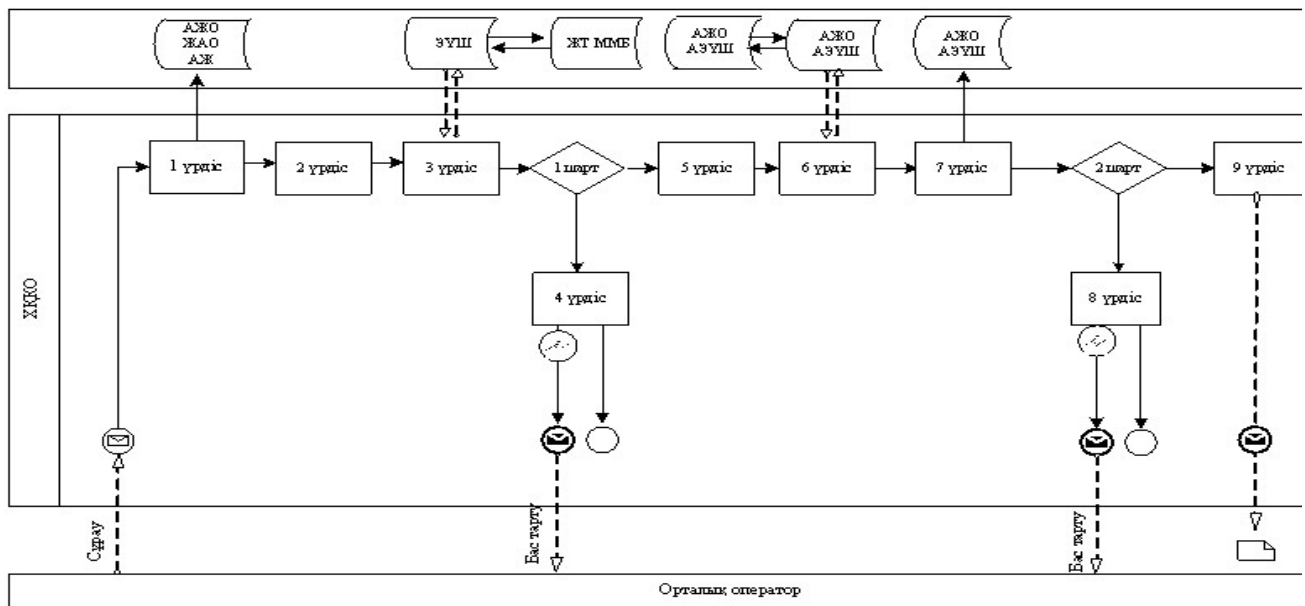 АЖО
ЖАО
АЖ
ЭҮШ
ЖТ ММБ
АЖО
АЭҮШ
АЖО
АЭҮШ
АЖО
АЭҮШ
ХҚКО
1 үрдіс
2 үрдіс
3 үрдіс
1 шарт
5 үрдіс
6 үрдіс
7 үрдіс
2 шарт
9 үрдіс
4 үрдіс
8 үрдіс
Сұрау
Бас тарту
Бас тарту
Орталық оператор